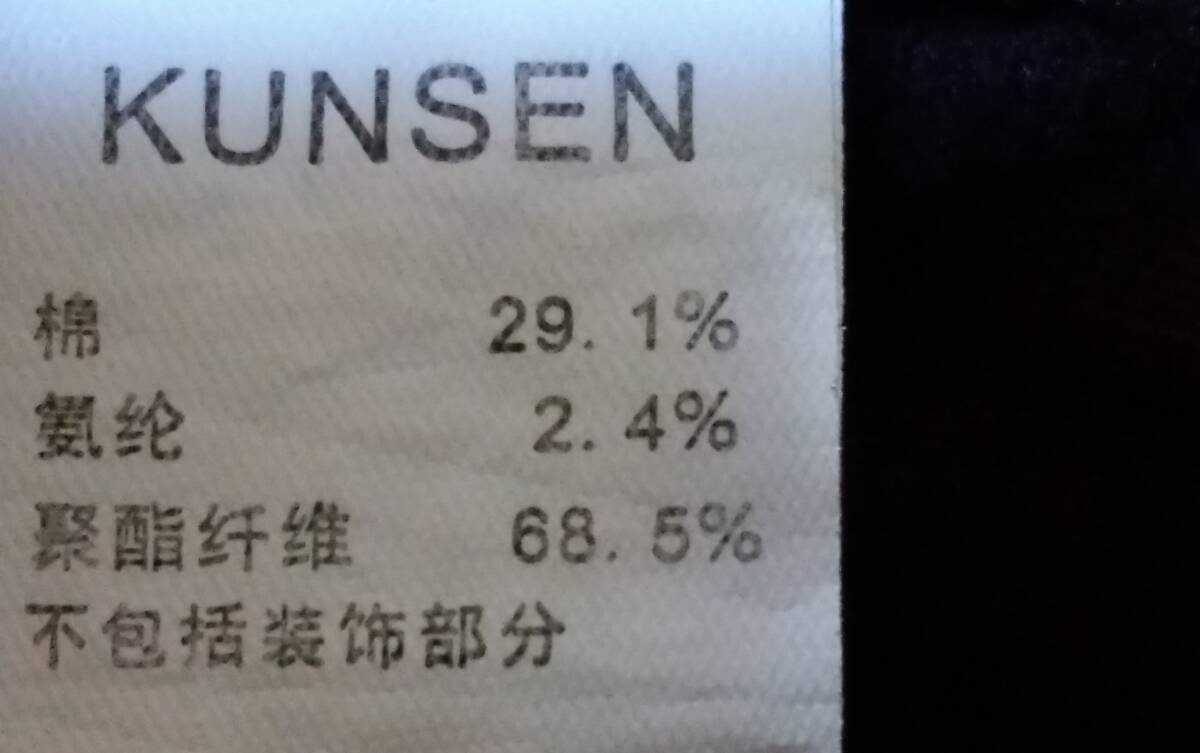 KUNSEN
棉 29.1%
氨纶 2.4%
聚酯纤维 68.5%
不包括装饰部分